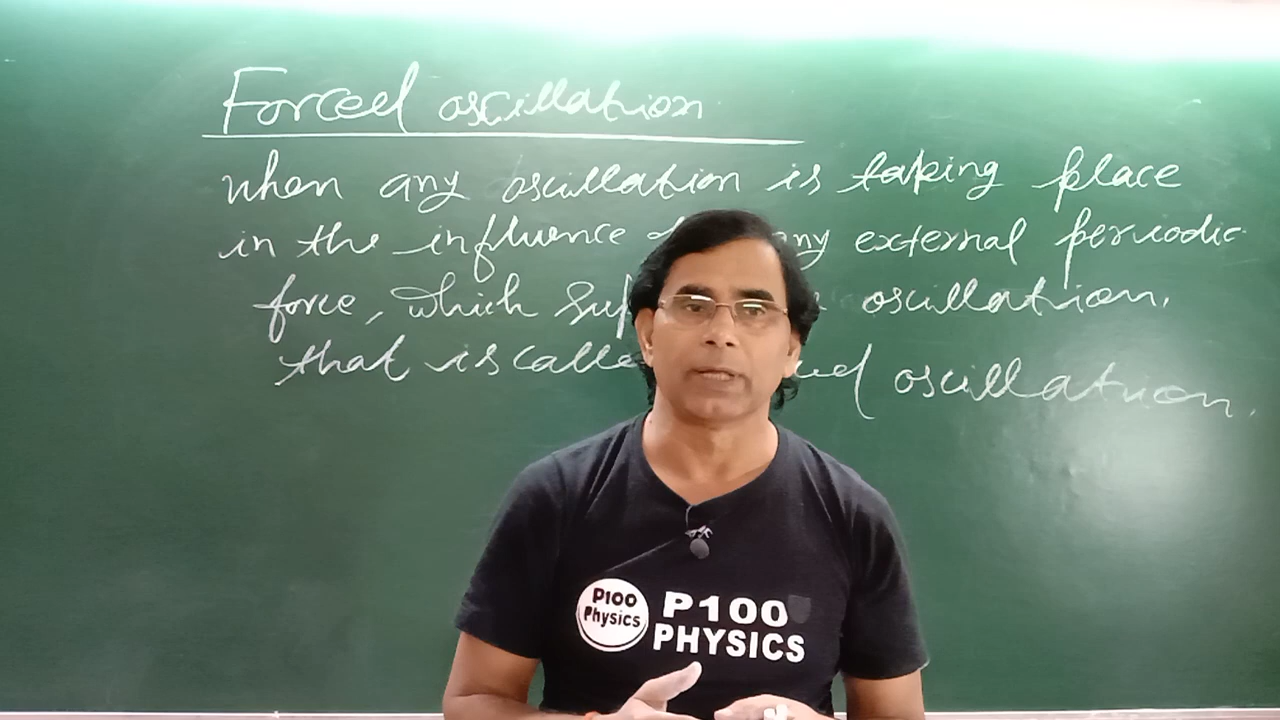 Forced oscillation
when any oscillation is taking place
in the influence any external periodic
force, which oscillation.
that is oscillation.
P100
Physics
P100
PHYSICS